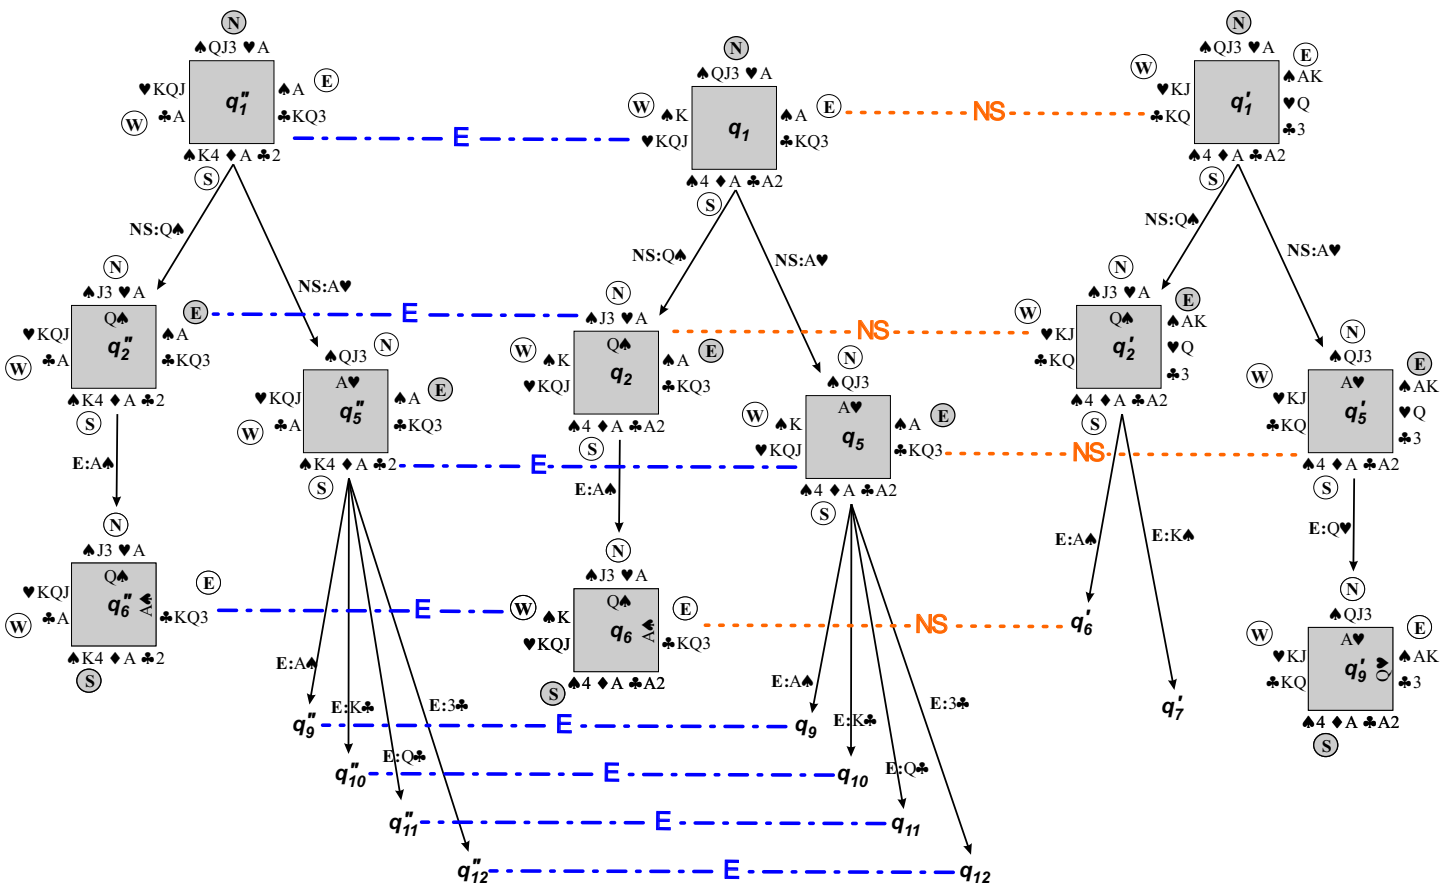 N
♠QJ3 ♥A
♥KQJ
W
♣A
q₁″
♠A
E
♣KQ3
♠K4 ♦A ♣2
S
E
N
♠QJ3 ♥A
W
♠K
♥KQJ
q₁
♠A
E
♣KQ3
♠4 ♦A ♣A2
S
NS
N
♠QJ3 ♥A
W
♥KJ
♣KQ
q₁′
E
♠AK
♥Q
♣3
♠4 ♦A ♣A2
S
NS:Q♠
NS:A♥
NS:Q♠
NS:A♥
NS:Q♠
NS:A♥
N
♠J3 ♥A
♥KQJ
W
♣A
Q♠
q₂″
E
♠A
♣KQ3
♠K4 ♦A ♣2
S
E
N
♠J3 ♥A
W
♠K
♥KQJ
Q♠
q₂
♠A
E
♣KQ3
♠4 ♦A ♣A2
S
NS
N
♠J3 ♥A
W
♥KJ
♣KQ
Q♠
q₂′
E
♠AK
♥Q
♣3
♠4 ♦A ♣A2
S
N
♠QJ3
♥KQJ
W
♣A
A♥
q₅″
♠A
E
♣KQ3
♠K4 ♦A ♣2
S
E
N
♠QJ3
W
♠K
♥KQJ
A♥
q₅
♠A
E
♣KQ3
♠4 ♦A ♣A2
S
NS
N
♠QJ3
W
♥KJ
♣KQ
A♥
q₅′
E
♠AK
♥Q
♣3
♠4 ♦A ♣A2
S
E:A♠
E:A♠
E:A♠
E:K♠
E:Q♥
N
♠J3 ♥A
♥KQJ
W
♣A
Q♠
q₆″
A♠
E
♣KQ3
♠K4 ♦A ♣2
S
E
N
♠J3 ♥A
W
♠K
♥KQJ
Q♠
q₆
A♠
E
♣KQ3
♠4 ♦A ♣A2
S
NS
q₆′
q₇′
N
♠QJ3
W
♥KJ
♣KQ
A♥
q₉′
Q♥
E
♠AK
♣3
♠4 ♦A ♣A2
S
E:A♠
E:K♣
E:Q♣
E:3♣
E:A♠
E:K♣
E:Q♣
E:3♣
q₉″
E
q₉
q₁₀″
E
q₁₀
q₁₁″
E
q₁₁
q₁₂″
E
q₁₂